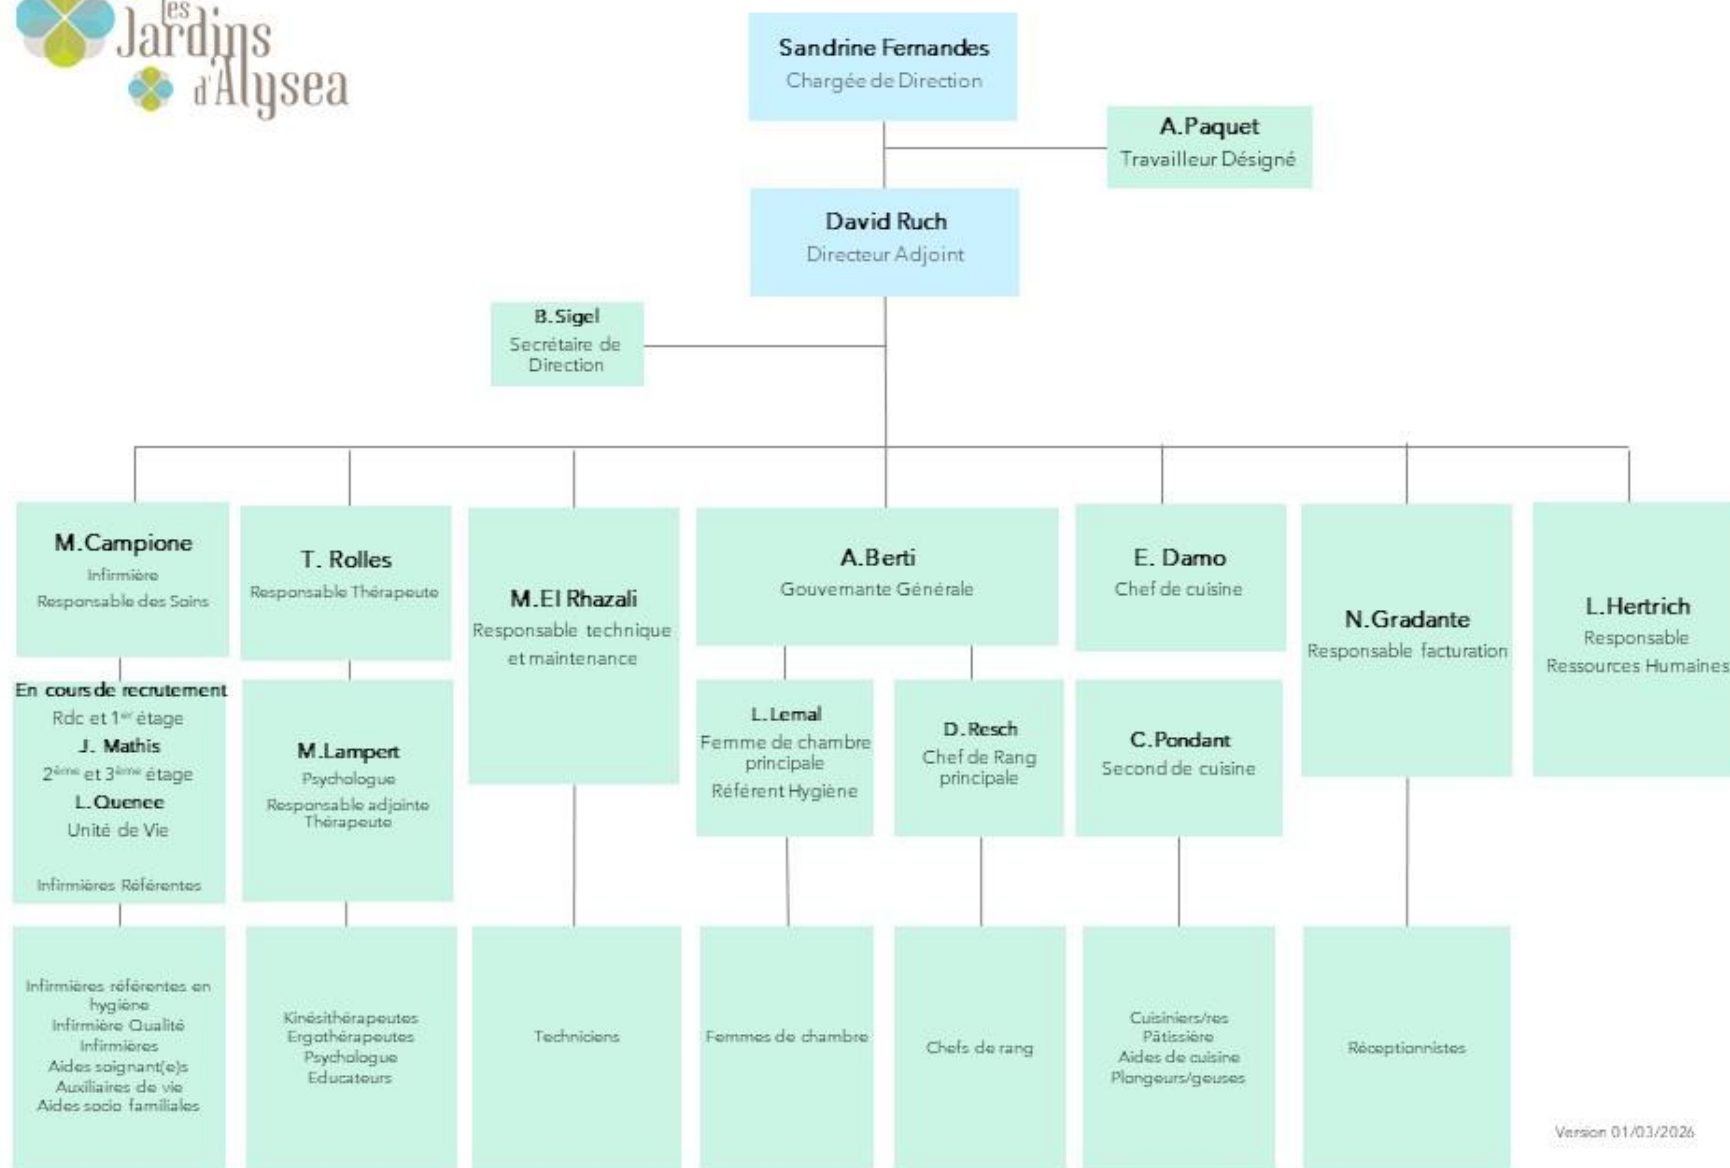 les
Jardins
d'Alysea
Sandrine Fernandes
Chargée de Direction
A.Paquet
Travailleur Désigné
David Ruch
Directeur Adjoint
B.Sigel
Secrétaire de
Direction
M.Campione
Infirmière
Responsable des Soins
T. Rolles
Responsable Thérapeute
M.El Rhazali
Responsable technique
et maintenance
A.Berti
Gouvernante Générale
E. Damo
Chef de cuisine
N.Gradante
Responsable facturation
L.Hertrich
Responsable
Ressources Humaines
En cours de recrutement
Rdc et 1er étage
J. Mathis
2ème et 3ème étage
L.Quenee
Unité de Vie
Infirmières Référentes
M.Lampert
Psychologue
Responsable adjointe
Thérapeute
L.Lemal
Femme de chambre
principale
Référent Hygiène
D.Resch
Chef de Rang
principale
C.Pondant
Second de cuisine
Infirmières référentes en
hygiène
Infirmière Qualité
Infirmières
Aides soignant(e)s
Auxiliaires de vie
Aides socio familiales
Kinésithérapeutes
Ergothérapeutes
Psychologue
Educateurs
Techniciens
Femmes de chambre
Chefs de rang
Cuisiniers/res
Pâtissière
Aides de cuisine
Plongeurs/geuses
Réceptionnistes
Version 01/03/2026